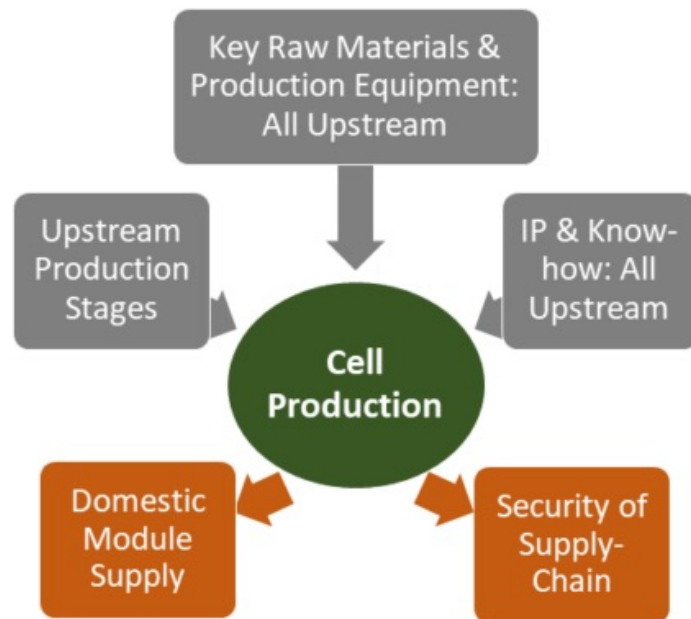 Key Raw Materials &
Production Equipment:
All Upstream
Upstream
Production
Stages
IP & Know-
how: All
Upstream
Cell
Production
Domestic
Module
Supply
Security of
Supply-
Chain